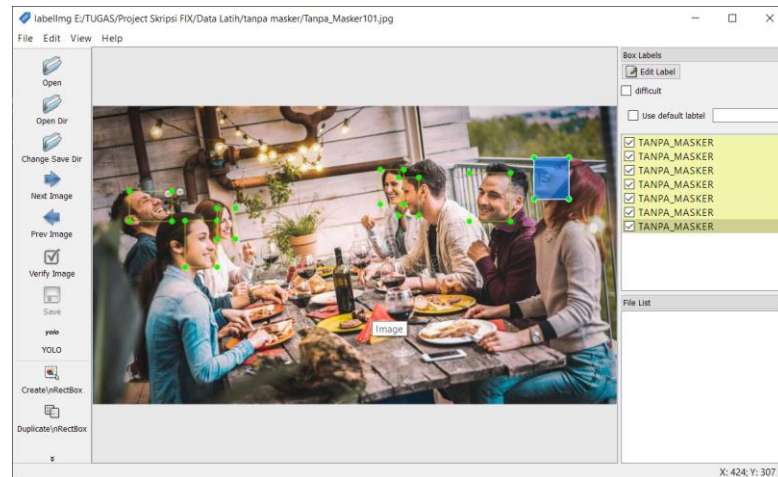 labelImg E:/TUGAS/Project Skripsi FIX/Data Latih/tanpa masker/Tanpa_Masker101.jpg
File Edit View Help
Open
Open Dir
Change Save Dir
Next Image
Prev Image
Verify Image
Save
yolo
YOLO
Create\nRectBox
Duplicate\nRectBox
Image
Box Labels
Edit Label
difficult
Use default labtel
TANPA_MASKER
TANPA_MASKER
TANPA_MASKER
TANPA_MASKER
TANPA_MASKER
TANPA_MASKER
TANPA_MASKER
File List
X: 424; Y: 307